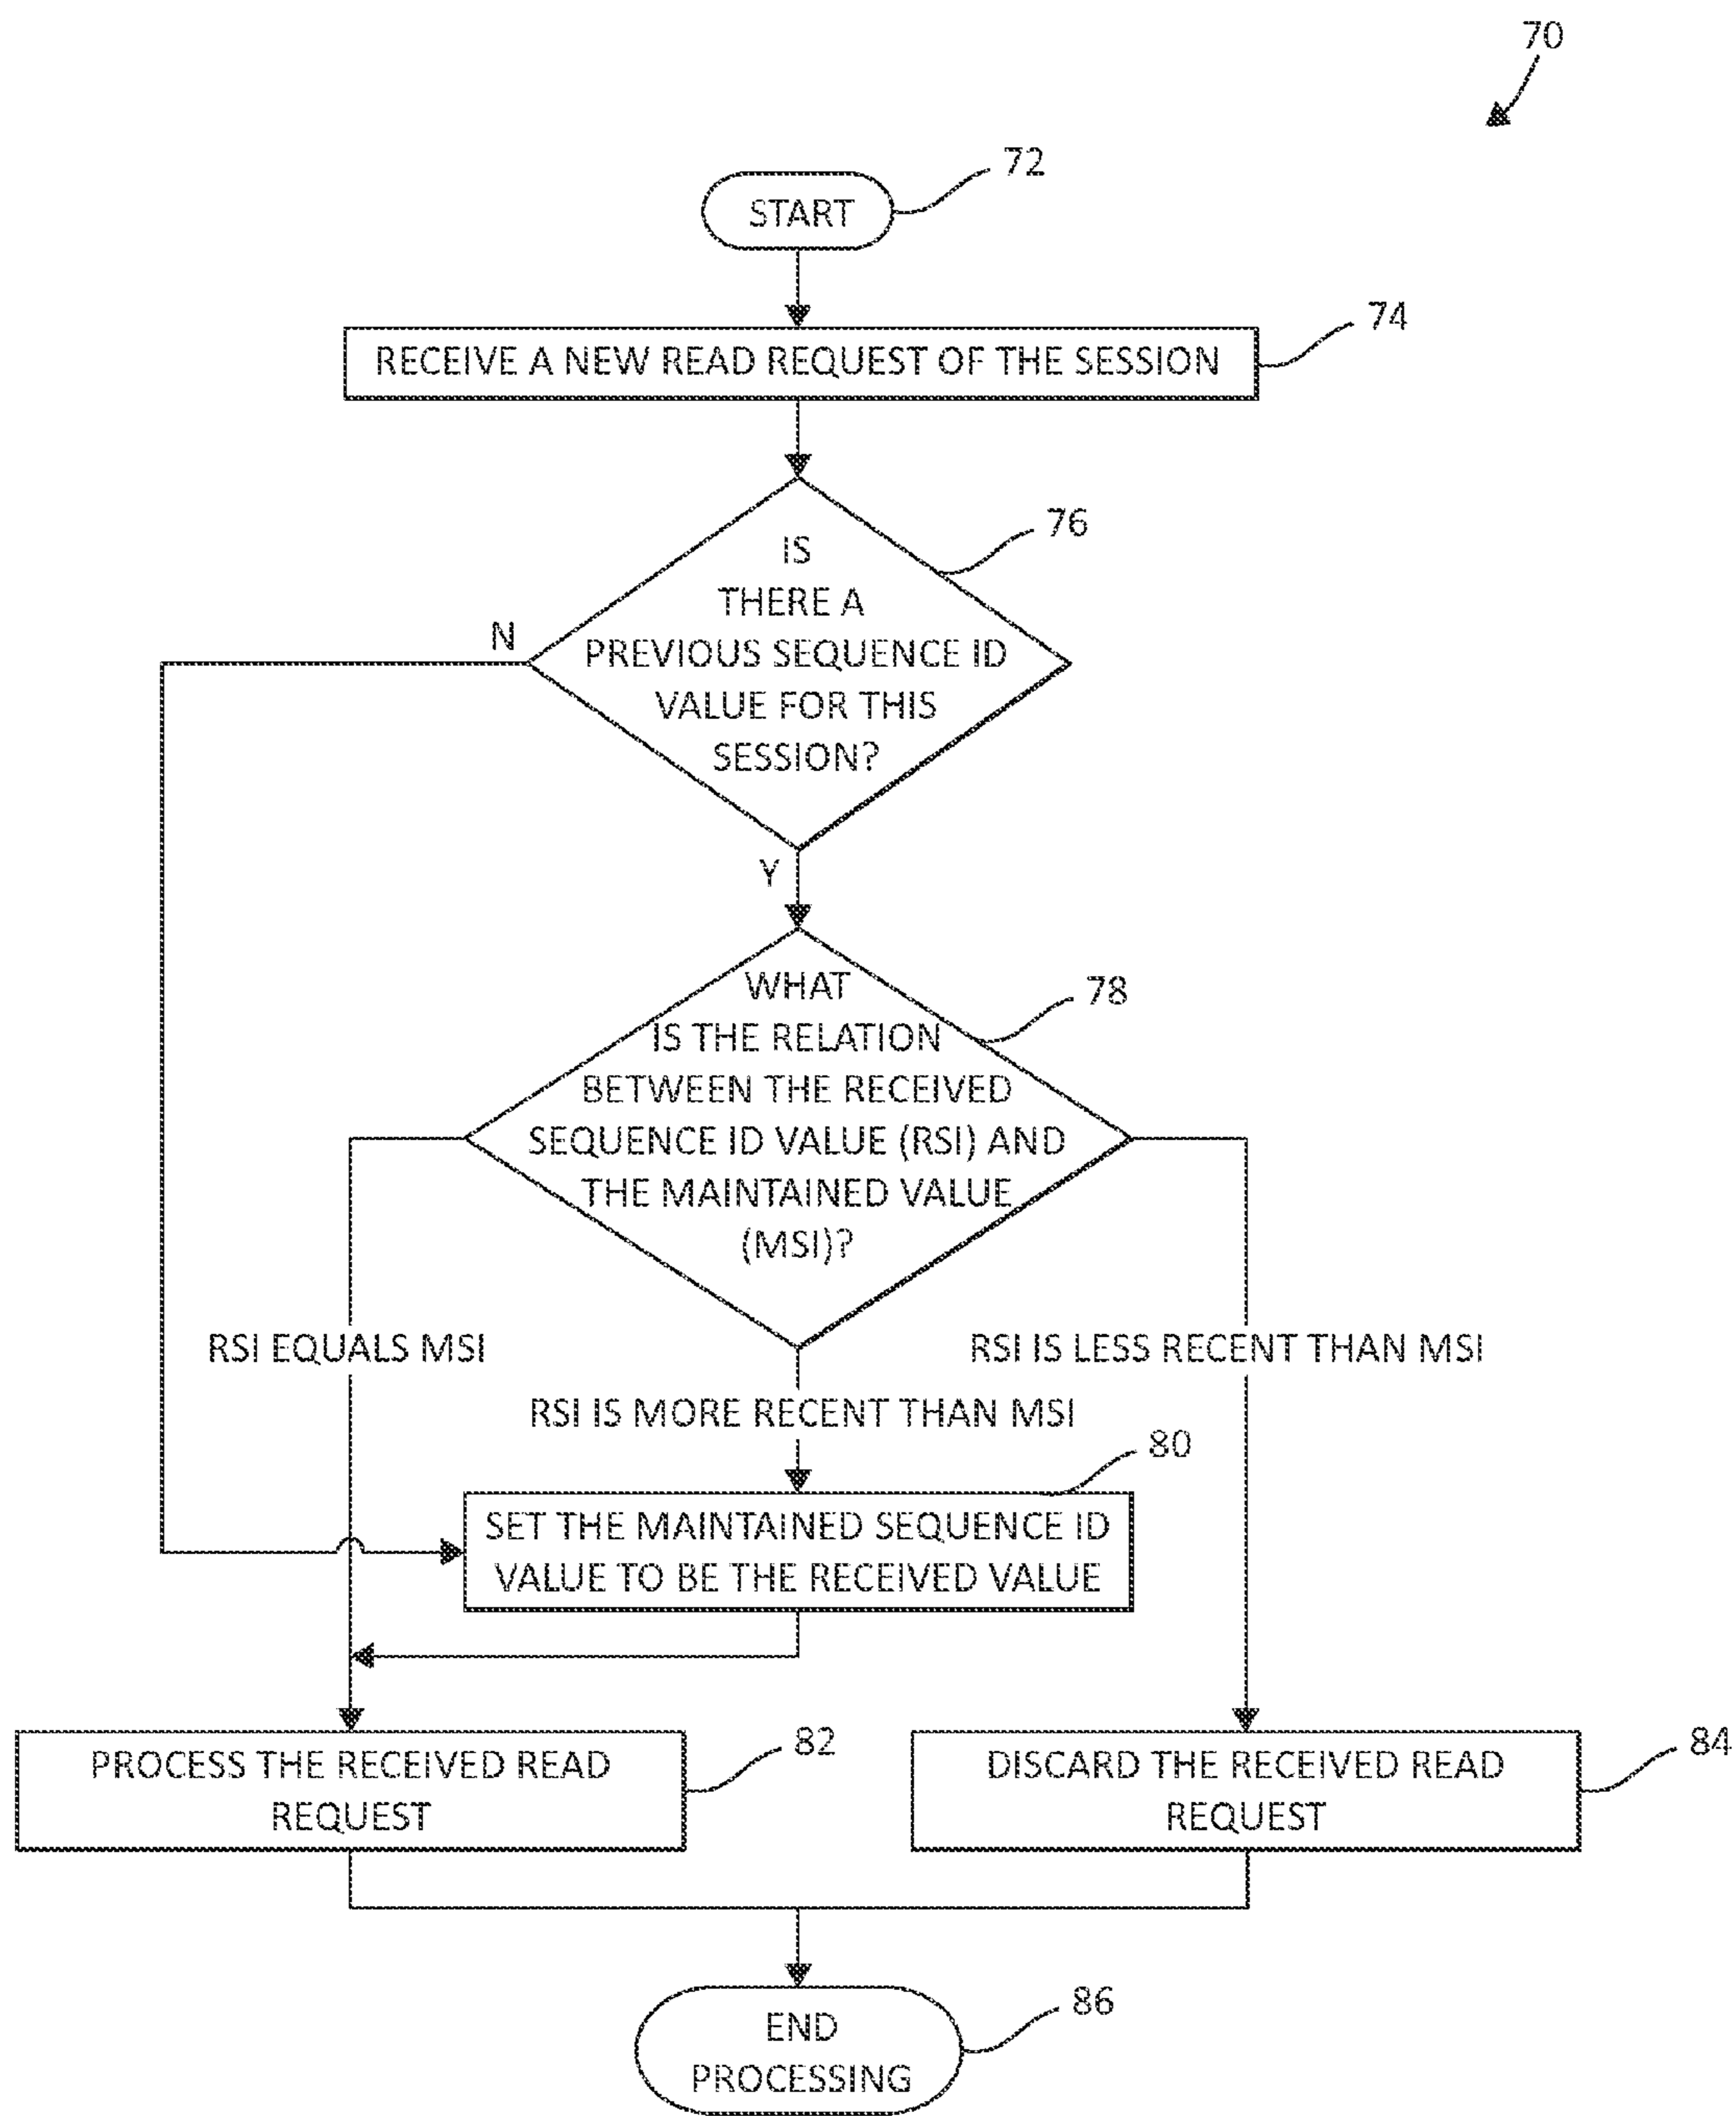 70
72
START
74
RECEIVE A NEW READ REQUEST OF THE SESSION
76
IS
THERE A
PREVIOUS SEQUENCE ID
VALUE FOR THIS
SESSION?
N
Y
78
WHAT
IS THE RELATION
BETWEEN THE RECEIVED
SEQUENCE ID VALUE (RSI) AND
THE MAINTAINED VALUE
(MSI)?
RSI EQUALS MSI
RSI IS LESS RECENT THAN MSI
RSI IS MORE RECENT THAN MSI
80
SET THE MAINTAINED SEQUENCE ID
VALUE TO BE THE RECEIVED VALUE
82
PROCESS THE RECEIVED READ
REQUEST
84
DISCARD THE RECEIVED READ
REQUEST
86
END
PROCESSING